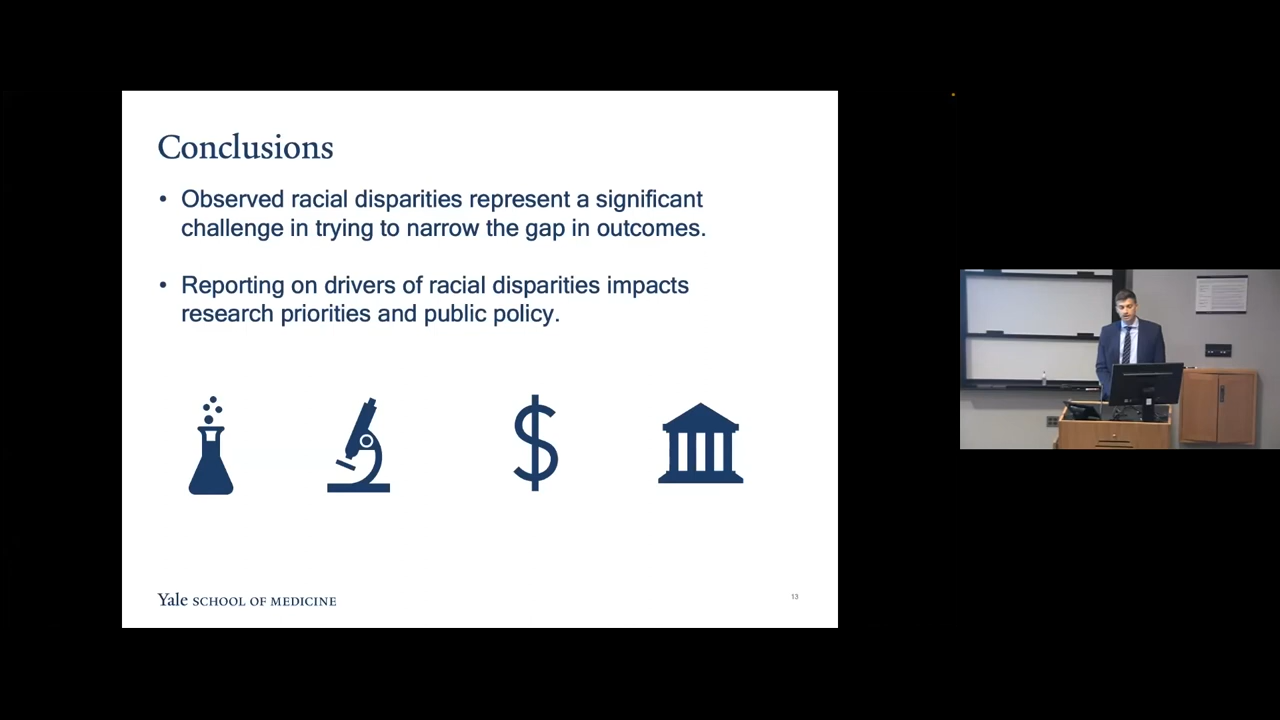 Conclusions
• Observed racial disparities represent a significant
challenge in trying to narrow the gap in outcomes.
• Reporting on drivers of racial disparities impacts
research priorities and public policy.
$
Yale SCHOOL OF MEDICINE
13